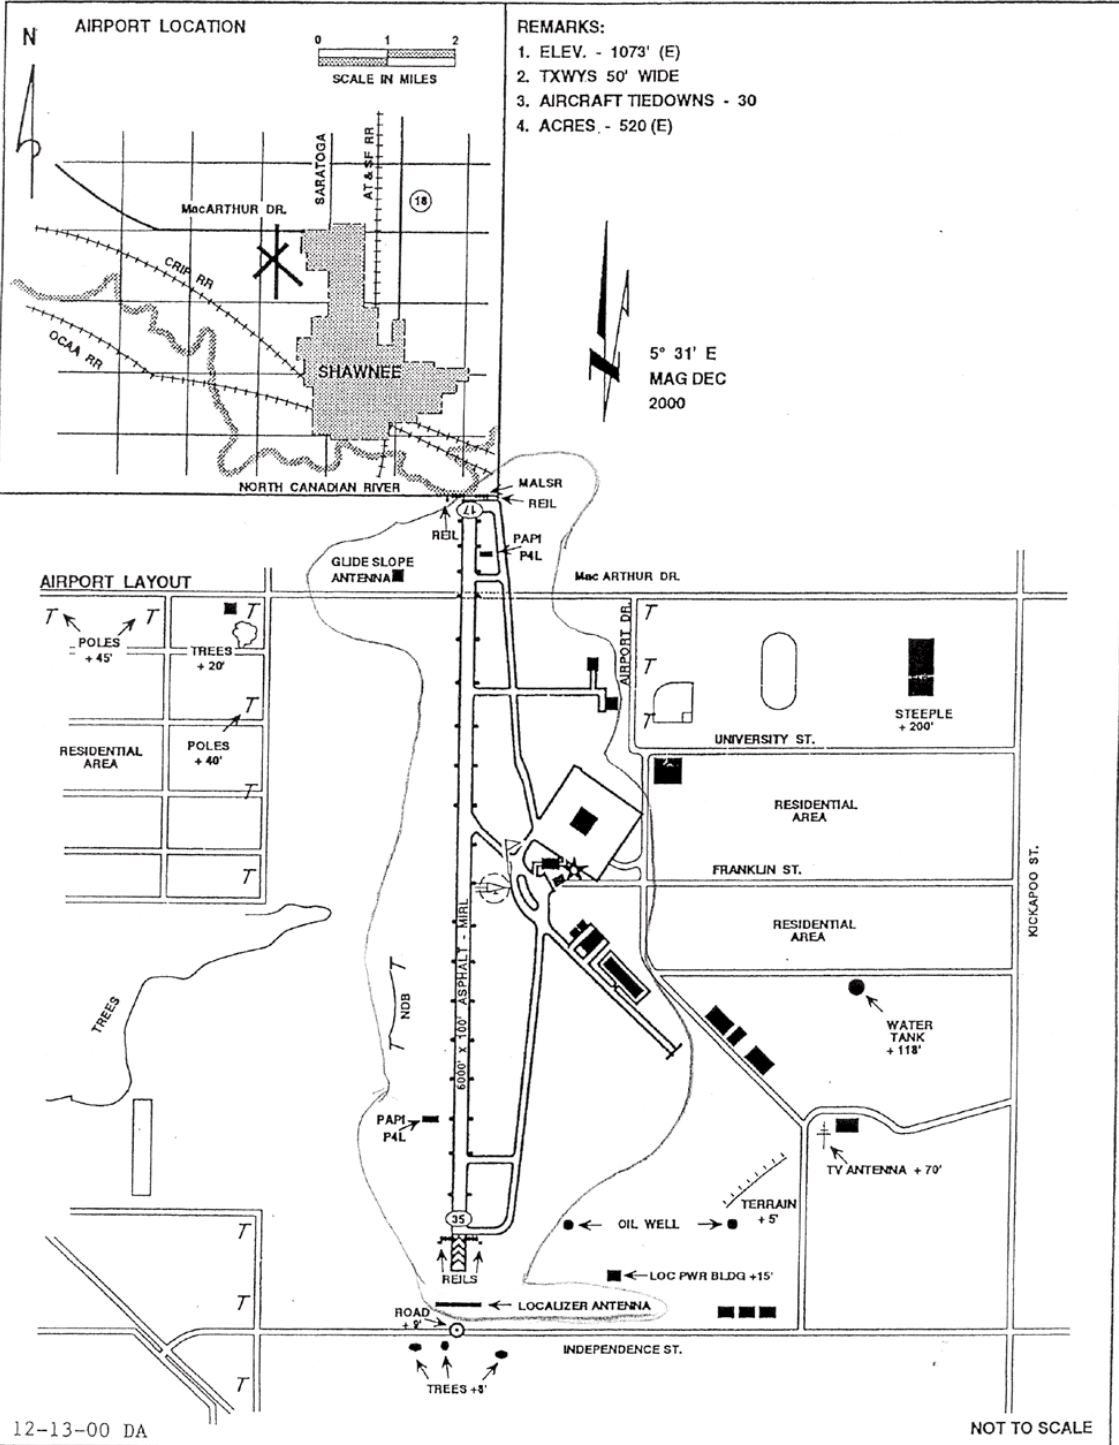 AIRPORT LOCATION
N
0 1 2
SCALE IN MILES
REMARKS:
1. ELEV. - 1073' (E)
2. TXWYS 50' WIDE
3. AIRCRAFT TIEDOWNS - 30
4. ACRES. - 520 (E)
SARATOGA
AT & SF RR
18
MacARTHUR DR.
CRIP RR
OCAA RR
SHAWNEE
NORTH CANADIAN RIVER
5° 31' E
MAG DEC
2000
MALSR
REIL
REIL
17
PAPI
P4L
GLIDE SLOPE
ANTENNA
Mac ARTHUR DR.
AIRPORT LAYOUT
T
T
T
POLES
+ 45'
TREES
+ 20'
AIRPORT DR.
T
T
T
STEEPLE
+ 200'
T
POLES
+ 40'
RESIDENTIAL
AREA
UNIVERSITY ST.
T
RESIDENTIAL
AREA
T
FRANKLIN ST.
KICKAPOO ST.
RESIDENTIAL
AREA
6000' X 100' ASPHALT - MIRL
T
NDB
T
TREES
WATER
TANK
+ 118'
PAPI
P4L
TV ANTENNA + 70'
TERRAIN
+ 5'
35
OIL WELL
T
REILS
LOC PWR BLDG +15'
T
LOCALIZER ANTENNA
ROAD
+ 9'
INDEPENDENCE ST.
T
TREES +8'
12-13-00 DA
NOT TO SCALE